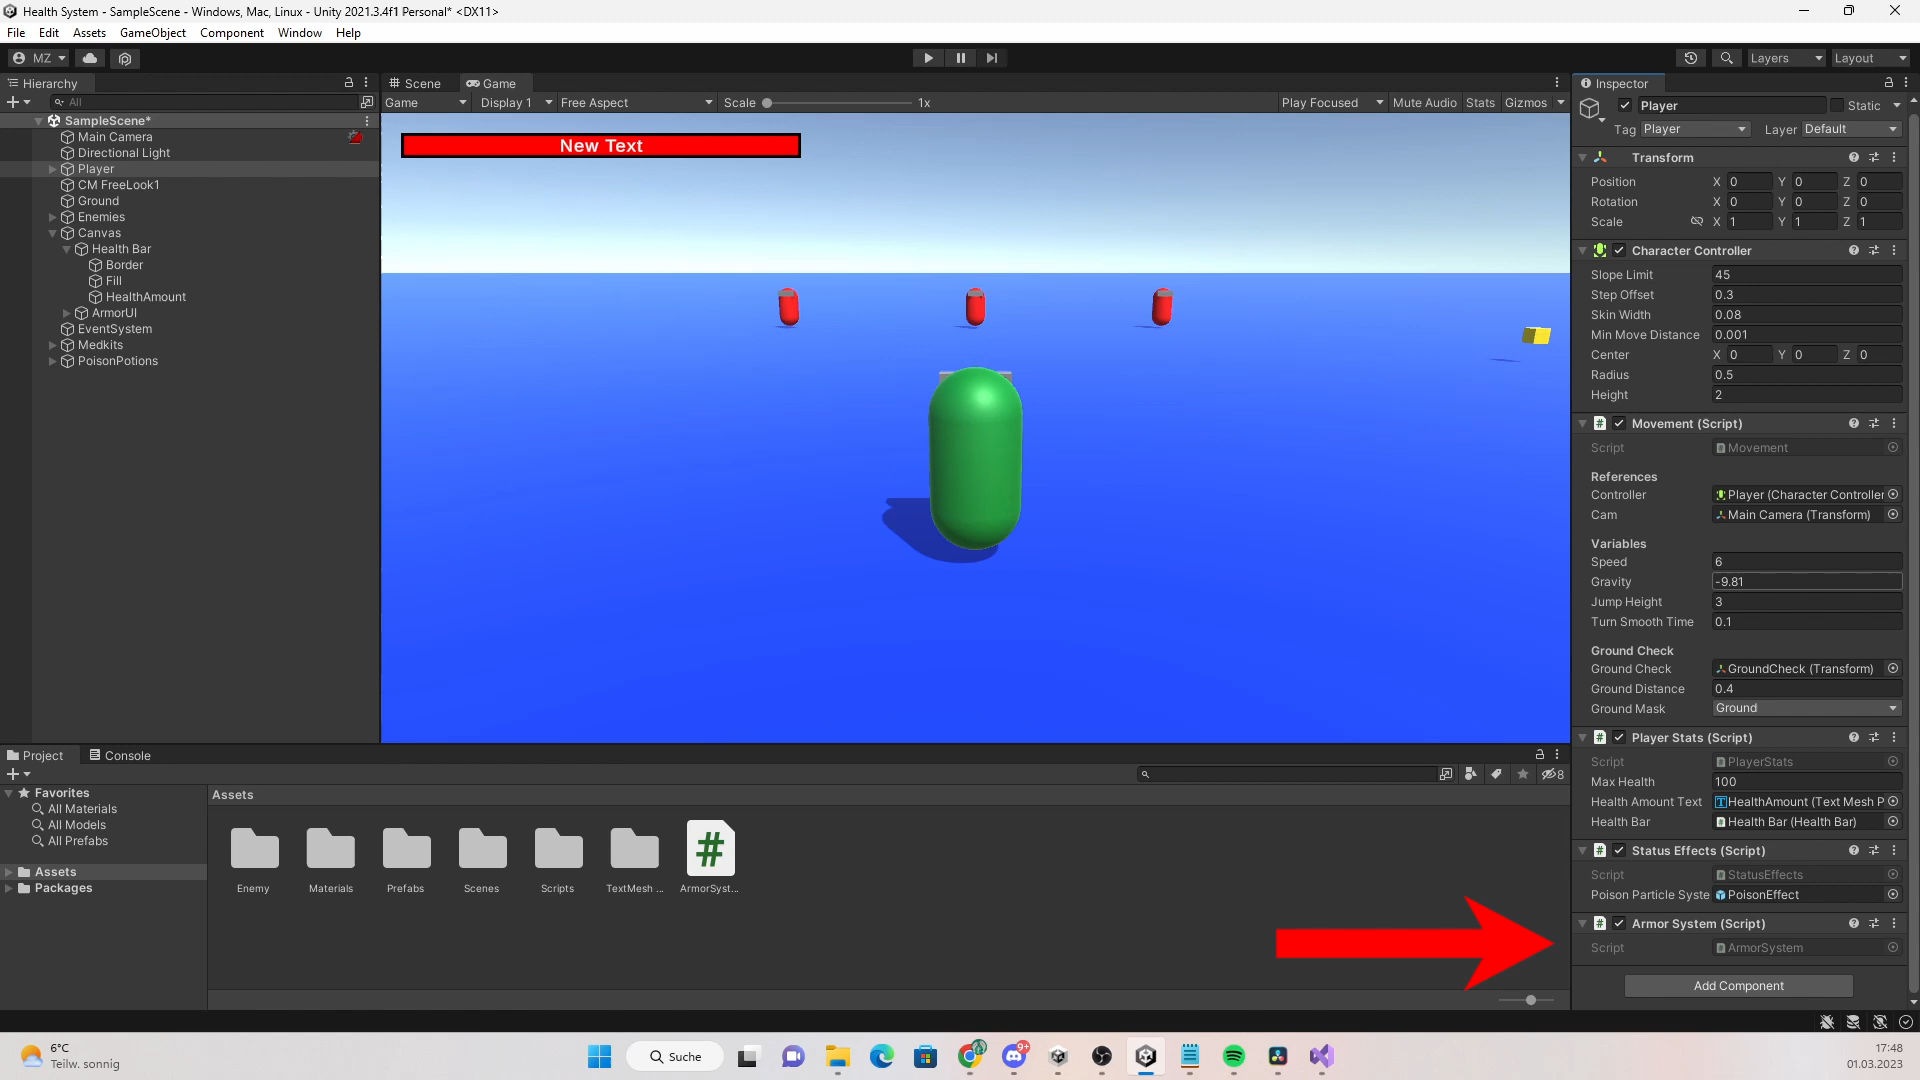 Health System - SampleScene - Windows, Mac, Linux - Unity 2021.3.4f1 Personal* <DX11>
File Edit Assets GameObject Component Window Help
MZ
Layers Layout
Hierarchy
All
SampleScene*
Main Camera
Directional Light
Player
CM FreeLook1
Ground
Enemies
Canvas
Health Bar
Border
Fill
HealthAmount
ArmorUI
EventSystem
Medkits
PoisonPotions
Scene Game
Game Display 1 Free Aspect Scale 1x Play Focused Mute Audio Stats Gizmos
New Text
Inspector
Player Static
Tag Player Layer Default
Transform
Position X 0 Y 0 Z 0
Rotation X 0 Y 0 Z 0
Scale X 1 Y 1 Z 1
Character Controller
Slope Limit 45
Step Offset 0.3
Skin Width 0.08
Min Move Distance 0.001
Center X 0 Y 0 Z 0
Radius 0.5
Height 2
# Movement (Script)
Script Movement
References
Controller Player (Character Controller
Cam Main Camera (Transform)
Variables
Speed 6
Gravity -9.81
Jump Height 3
Turn Smooth Time 0.1
Ground Check
Ground Check GroundCheck (Transform)
Ground Distance 0.4
Ground Mask Ground
# Player Stats (Script)
Script PlayerStats
Max Health 100
Health Amount Text HealthAmount (Text Mesh P
Health Bar Health Bar (Health Bar)
# Status Effects (Script)
Script StatusEffects
Poison Particle Syste PoisonEffect
# Armor System (Script)
Script ArmorSystem
Add Component
Project Console
8
Favorites
All Materials
All Models
All Prefabs
Assets
Packages
Assets
#
Enemy Materials Prefabs Scenes Scripts TextMesh ... ArmorSyst...
6°C
Teilw. sonnig
Suche
9+
17:48
01.03.2023